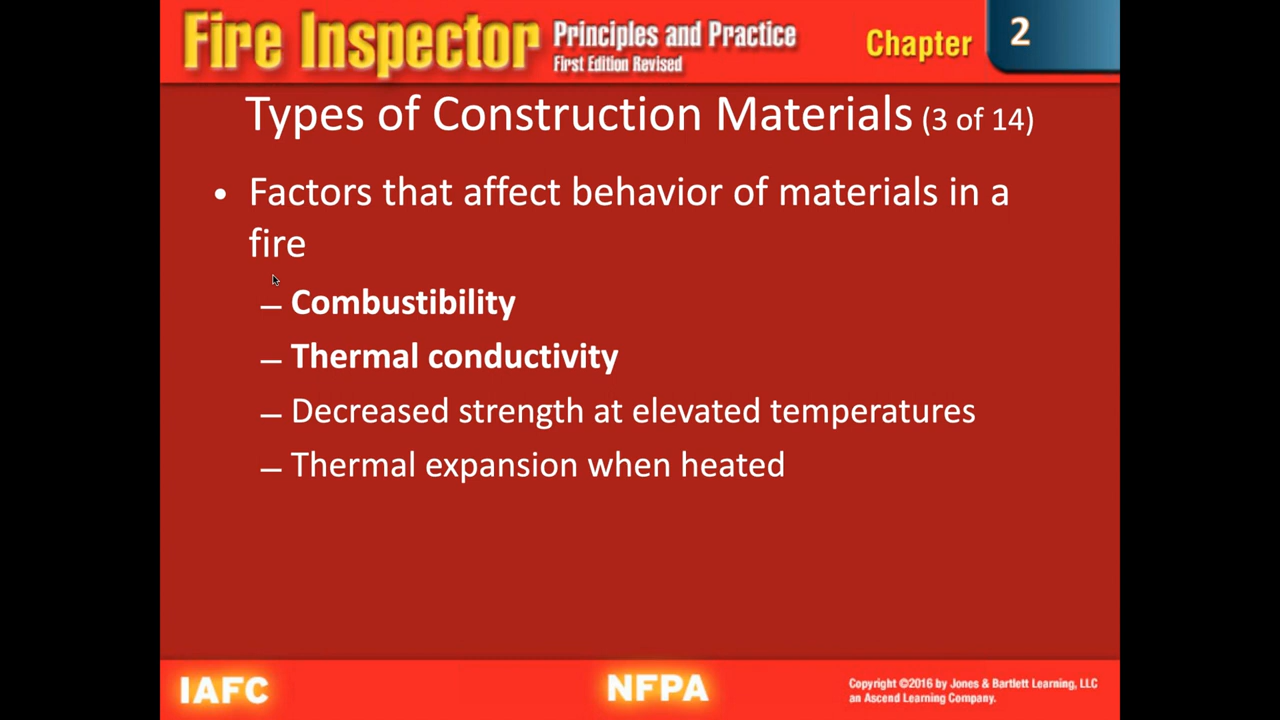 Fire Inspector Principles and Practice
First Edition Revised
Chapter 2
Types of Construction Materials (3 of 14)
• Factors that affect behavior of materials in a
fire
– Combustibility
– Thermal conductivity
– Decreased strength at elevated temperatures
– Thermal expansion when heated
IAFC
NFPA
Copyright ©2016 by Jones & Bartlett Learning, LLC
an Ascend Learning Company.